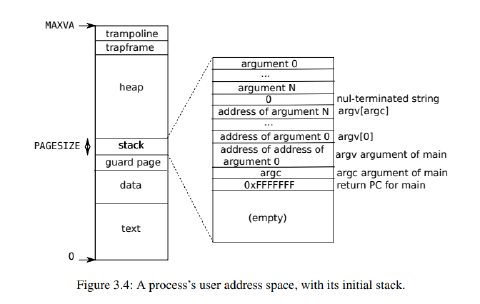 MAXVA
trampoline
trapframe
heap
PAGESIZE
stack
guard page
data
text
0
argument 0
...
argument N
0
nul-terminated string
address of argument N
argv[argc]
...
address of argument 0
argv[0]
address of address of
argument 0
argv argument of main
argc
argc argument of main
0xFFFFFFF
return PC for main
(empty)
Figure 3.4: A process's user address space, with its initial stack.